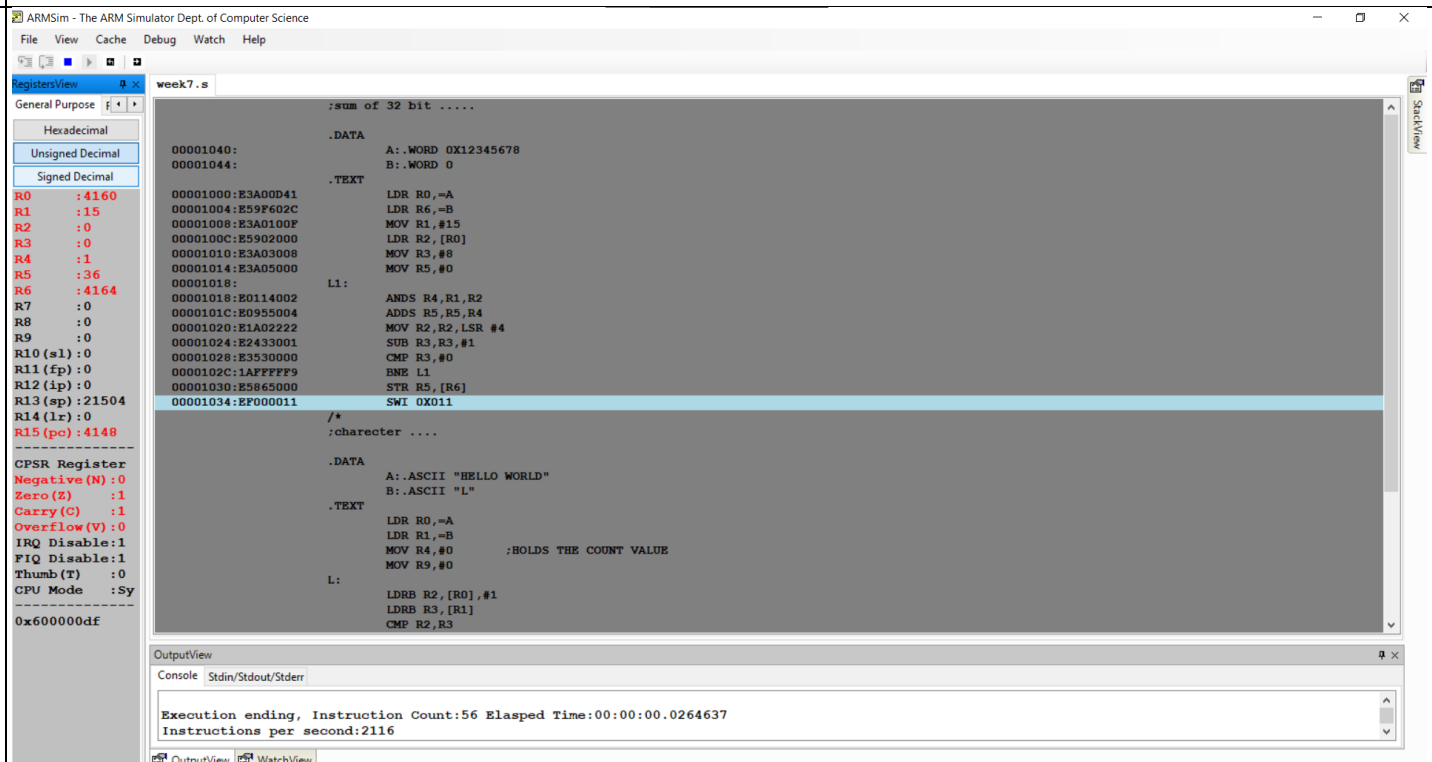 ARMSim - The ARM Simulator Dept. of Computer Science
File View Cache Debug Watch Help
RegistersView
General Purpose F
Hexadecimal
Unsigned Decimal
Signed Decimal
R0 :4160
R1 :15
R2 :0
R3 :0
R4 :1
R5 :36
R6 :4164
R7 :0
R8 :0
R9 :0
R10(sl):0
R11(fp):0
R12(ip):0
R13(sp):21504
R14(lr):0
R15(pc):4148
--------------
CPSR Register
Negative(N):0
Zero(Z) :1
Carry(C) :1
Overflow(V):0
IRQ Disable:1
FIQ Disable:1
Thumb(T) :0
CPU Mode :Sy
--------------
0x600000df
week7.s
;sum of 32 bit .....
.DATA
00001040: A:.WORD 0X12345678
00001044: B:.WORD 0
.TEXT
00001000:E3A00D41 LDR R0,=A
00001004:E59F602C LDR R6,=B
00001008:E3A0100F MOV R1,#15
0000100C:E5902000 LDR R2,[R0]
00001010:E3A03008 MOV R3,#8
00001014:E3A05000 MOV R5,#0
00001018: L1:
00001018:E0114002 ANDS R4,R1,R2
0000101C:E0955004 ADDS R5,R5,R4
00001020:E1A02222 MOV R2,R2,LSR #4
00001024:E2433001 SUB R3,R3,#1
00001028:E3530000 CMP R3,#0
0000102C:1AFFFFF9 BNE L1
00001030:E5865000 STR R5,[R6]
00001034:EF000011 SWI 0X011
/*
;charecter ....
.DATA
A:.ASCII "HELLO WORLD"
B:.ASCII "L"
.TEXT
LDR R0,=A
LDR R1,=B
MOV R4,#0 ;HOLDS THE COUNT VALUE
MOV R9,#0
L:
LDRB R2,[R0],#1
LDRB R3,[R1]
CMP R2,R3
StackView
OutputView
Console Stdin/Stdout/Stderr
Execution ending, Instruction Count:56 Elasped Time:00:00:00.0264637
Instructions per second:2116
OutputView WatchView